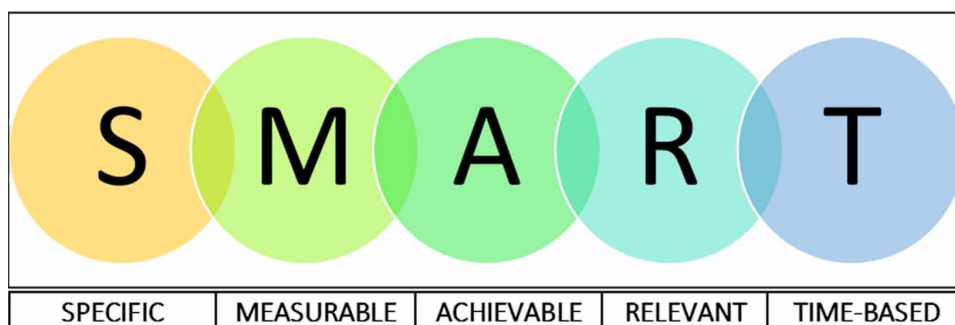 S M A R T
SPECIFIC MEASURABLE ACHIEVABLE RELEVANT TIME-BASED